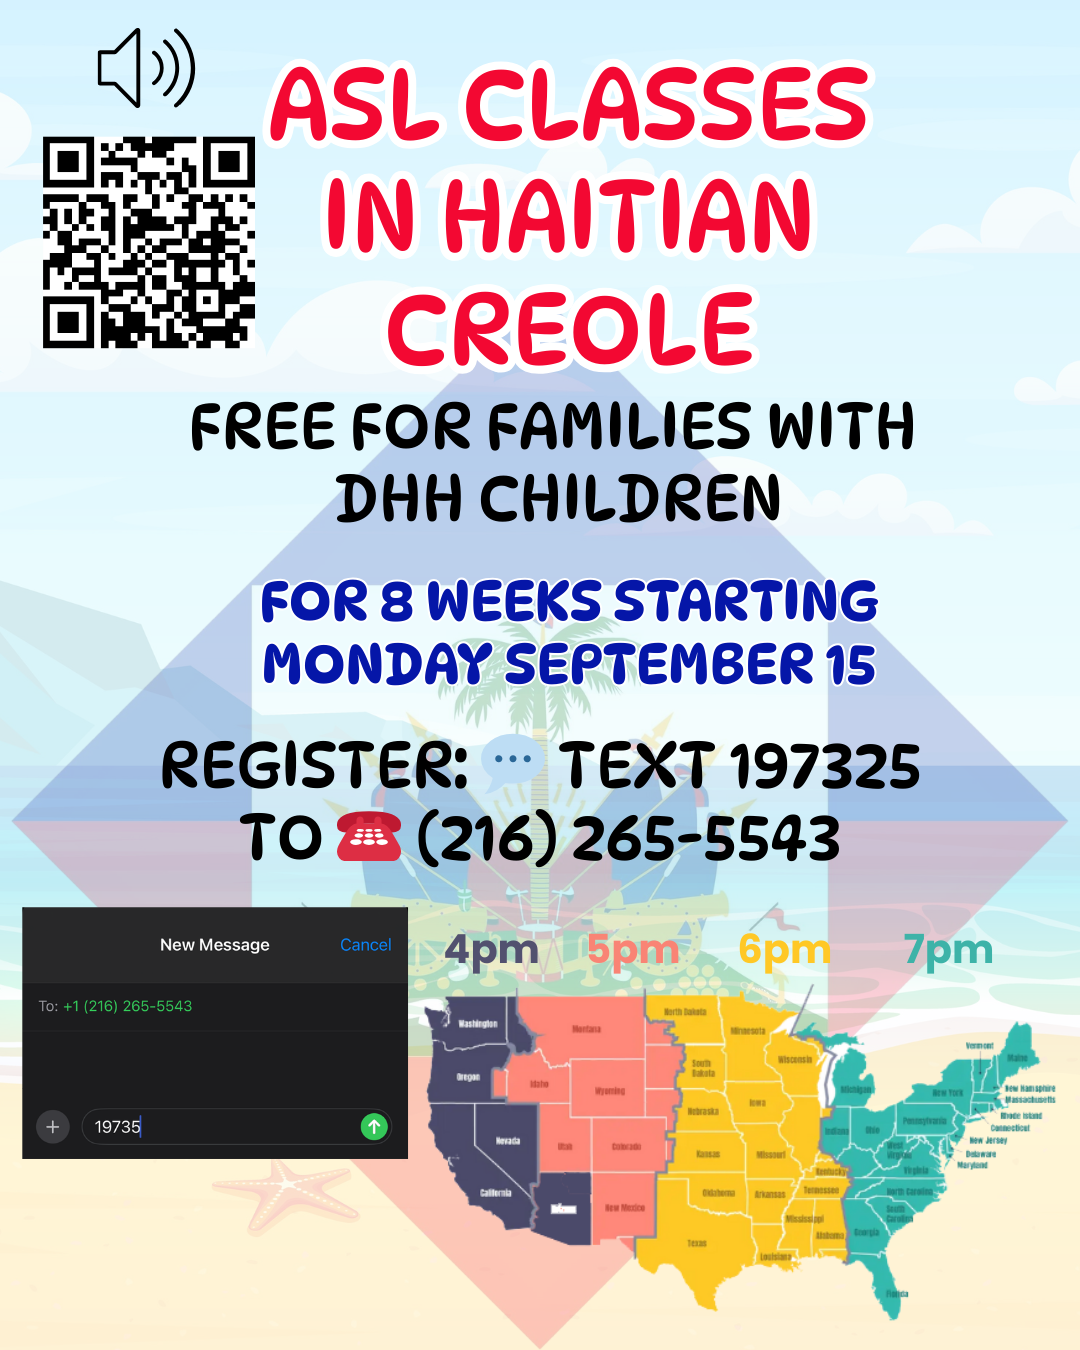 ASL CLASSES
IN HAITIAN
CREOLE
FREE FOR FAMILIES WITH
DHH CHILDREN
FOR 8 WEEKS STARTING
MONDAY SEPTEMBER 15
REGISTER: 💬 TEXT 197325
TO ☎️ (216) 265-5543
New Message
Cancel
To: +1 (216) 265-5543
19735
4pm 5pm 6pm 7pm
Washington
Montana
North Dakota
Minnesota
Vermont
Maine
Oregon
Idaho
Wyoming
South
Dakota
Wisconsin
Michigan
New York
New Hampshire
Massachusetts
Rhode Island
Connecticut
New Jersey
Delaware
Maryland
Nebraska
Iowa
Indiana
Ohio
Pennsylvania
Nevada
Utah
Colorado
Kansas
Missouri
West
Virginia
Virginia
Kentucky
California
New Mexico
Oklahoma
Arkansas
Tennessee
North Carolina
South
Carolina
Mississippi
Alabama
Georgia
Texas
Louisiana
Florida